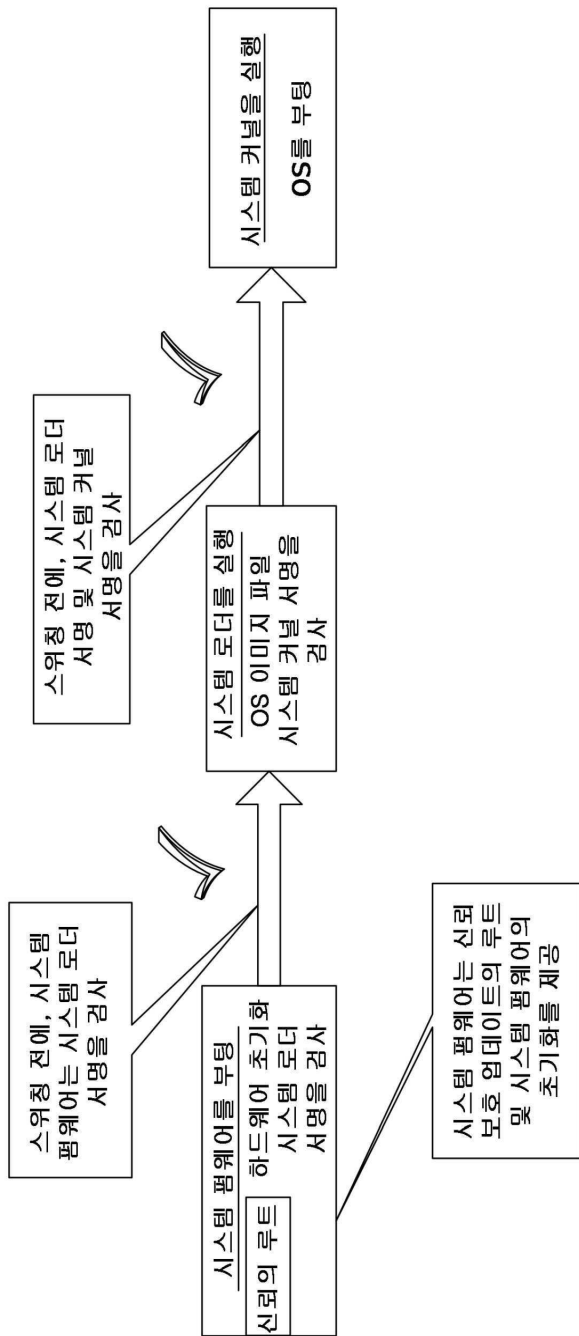 스위칭 전에, 시스템
펌웨어는 시스템 로더
서명을 검사
스위칭 전에, 시스템 로더
서명 및 시스템 커널
서명을 검사
시스템 펌웨어를 부팅
신뢰의 루트
하드웨어 초기화
시스템 로더
서명을 검사
시스템 로더를 실행
OS 이미지 파일
시스템 커널 서명을
검사
시스템 커널을 실행
OS를 부팅
시스템 펌웨어는 신뢰
보호 업데이트의 루트
및 시스템 펌웨어의
초기화를 제공